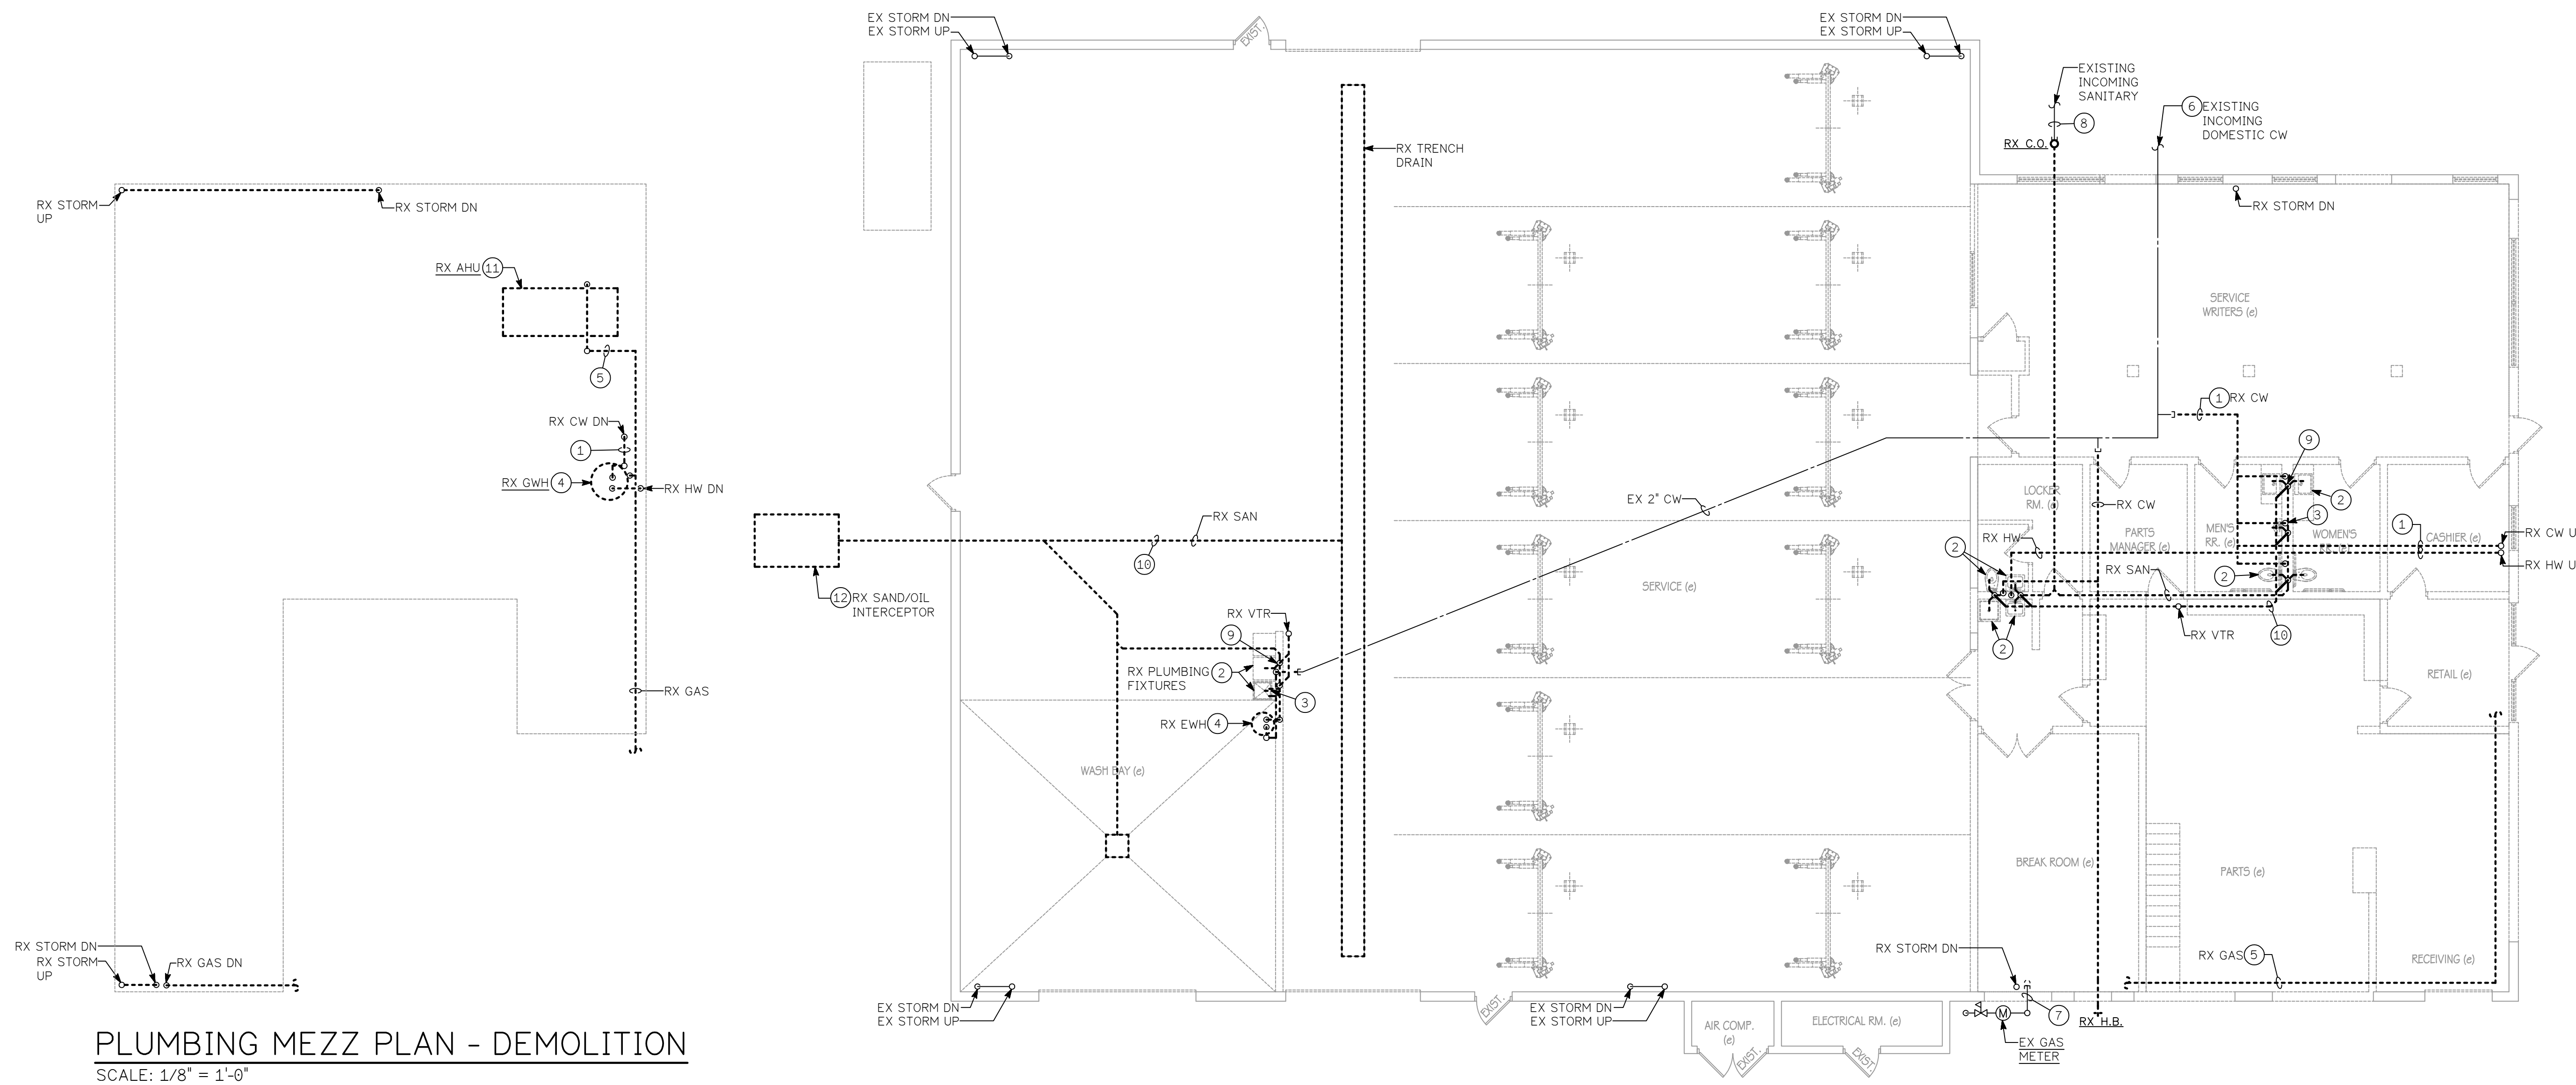 RX STORM
UP
RX STORM DN
RX AHU 11
5
RX CW DN
1
RX GWH 4
RX HW DN
RX GAS
RX STORM DN
RX STORM
UP
RX GAS DN
PLUMBING MEZZ PLAN - DEMOLITION
SCALE: 1/8" = 1'-0"
EX STORM DN
EX STORM UP
EXIST.
EX STORM DN
EX STORM UP
RX TRENCH
DRAIN
EXISTING
INCOMING
SANITARY
8
RX C.O.
6 EXISTING
INCOMING
DOMESTIC CW
RX STORM DN
SERVICE
WRITERS (e)
1 RX CW
9
EX 2" CW
LOCKER
RM. (e)
RX CW
2
3
1
RX SAN
10
PARTS
MANAGER (e)
MEN'S
RR. (e)
WOMEN'S
RR. (e)
CASHIER (e)
RX CW U
RX HW
2
RX HW U
RX SAN
2
12 RX SAND/OIL
INTERCEPTOR
SERVICE (e)
RX VTR
9
RX VTR
10
2
RX PLUMBING 2
FIXTURES
3
RETAIL (e)
RX EWH 4
WASH BAY (e)
BREAK ROOM (e)
PARTS (e)
RX STORM DN
RX GAS 5
RECEIVING (e)
EX STORM DN
EX STORM UP
EXIST.
EX STORM DN
EX STORM UP
AIR COMP.
(e)
ELECTRICAL RM. (e)
M
7
RX H.B.
EX GAS
METER
EXIST.
EXIST.